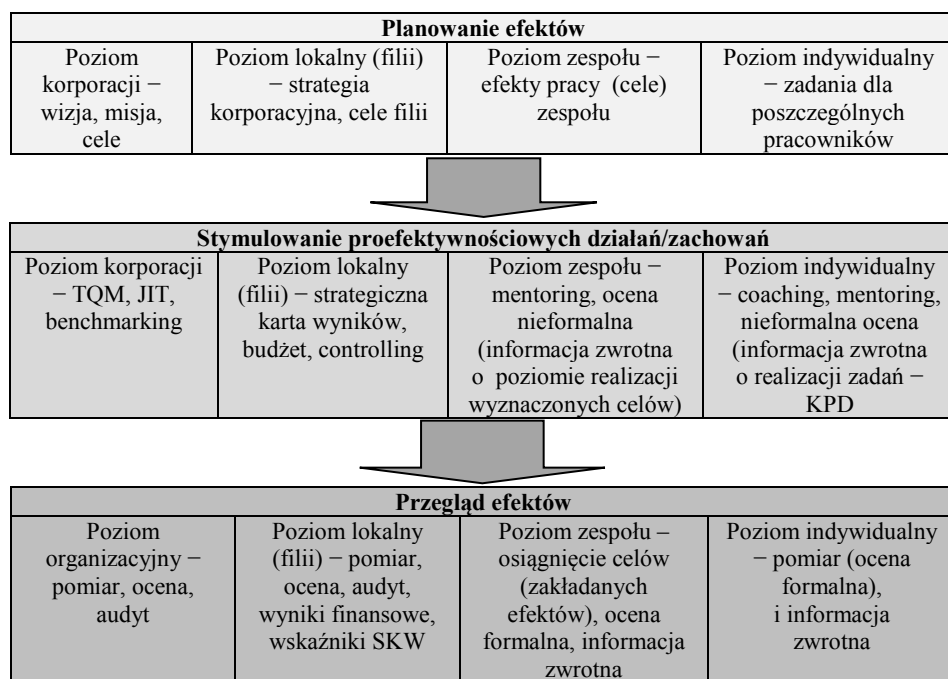 Planowanie efektów
Poziom
korporacji −
wizja, misja,
cele
Poziom lokalny (filii)
− strategia
korporacyjna, cele filii
Poziom zespołu −
efekty pracy (cele)
zespołu
Poziom indywidualny
− zadania dla
poszczególnych
pracowników
Stymulowanie proefektywnościowych działań/zachowań
Poziom korporacji
− TQM, JIT,
benchmarking
Poziom lokalny
(filii) − strategiczna
karta wyników,
budżet, controlling
Poziom zespołu −
mentoring, ocena
nieformalna
(informacja zwrotna
o poziomie realizacji
wyznaczonych celów)
Poziom indywidualny
− coaching, mentoring,
nieformalna ocena
(informacja zwrotna
o realizacji zadań −
KPD
Przegląd efektów
Poziom
organizacyjny −
pomiar, ocena,
audyt
Poziom lokalny
(filii) − pomiar,
ocena, audyt,
wyniki finansowe,
wskaźniki SKW
Poziom zespołu –
osiągnięcie celów
(zakładanych
efektów), ocena
formalna, informacja
zwrotna
Poziom indywidualny
− pomiar (ocena
formalna),
i informacja
zwrotna